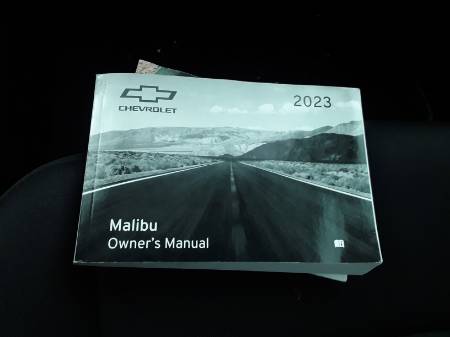 CHEVROLET
2023
Malibu
Owner's Manual